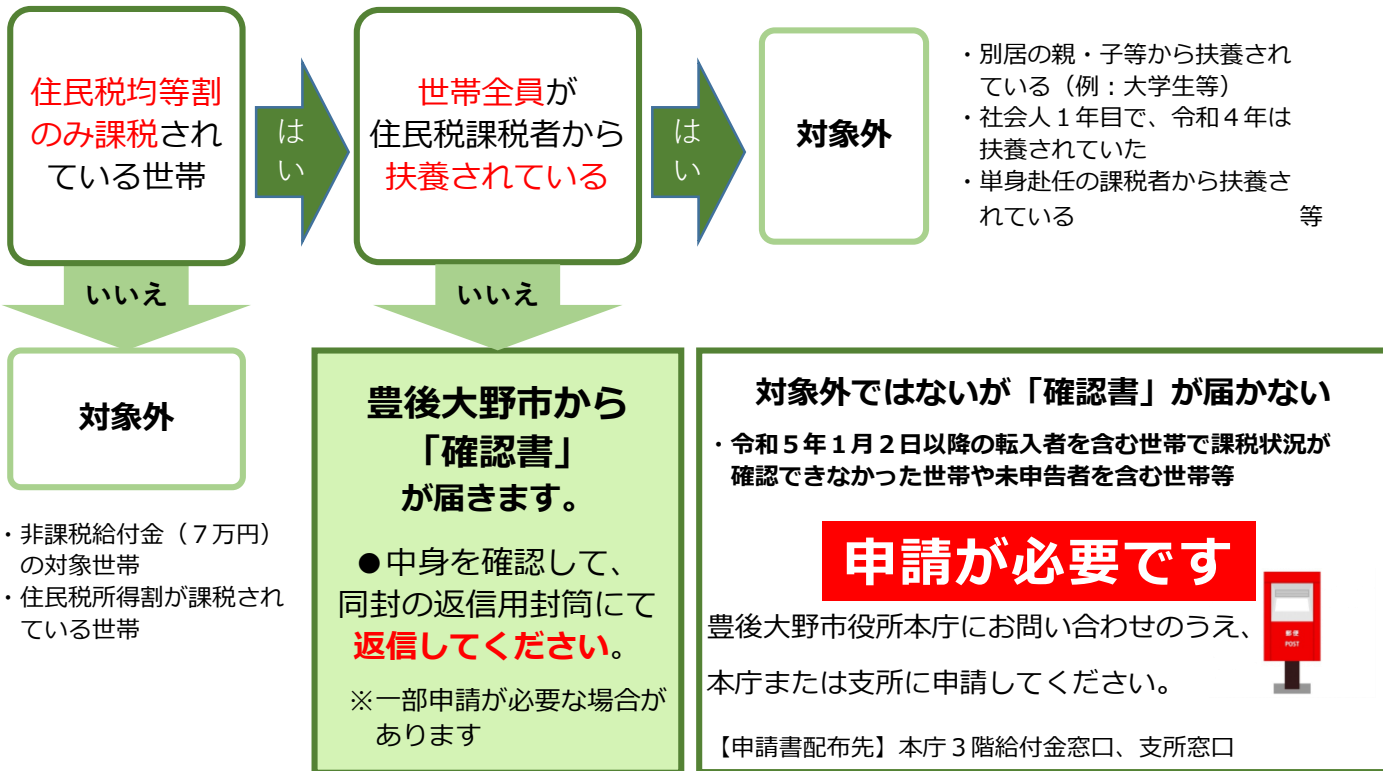 住民税均等割
のみ課税され
ている世帯
は
い
世帯全員が
住民税課税者から
扶養されている
は
い
対象外
・別居の親・子等から扶養され
ている（例：大学生等）
・社会人１年目で、令和４年は
扶養されていた
・単身赴任の課税者から扶養さ
れている 等
いいえ
いいえ
対象外
・非課税給付金（７万円）
の対象世帯
・住民税所得割が課税され
ている世帯
豊後大野市から
「確認書」
が届きます。
●中身を確認して、
同封の返信用封筒にて
返信してください。
※一部申請が必要な場合が
あります
対象外ではないが「確認書」が届かない
・令和５年１月２日以降の転入者を含む世帯で課税状況が
確認できなかった世帯や未申告者を含む世帯等
申請が必要です
郵便
POST
豊後大野市役所本庁にお問い合わせのうえ、
本庁または支所に申請してください。
【申請書配布先】本庁３階給付金窓口、支所窓口